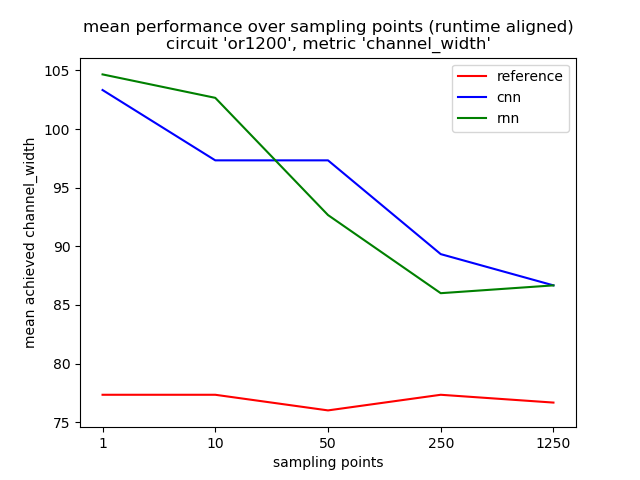 mean performance over sampling points (runtime aligned)
circuit 'or1200', metric 'channel_width'
reference
cnn
rnn
mean achieved channel_width
105
100
95
90
85
80
75
1
10
50
250
1250
sampling points